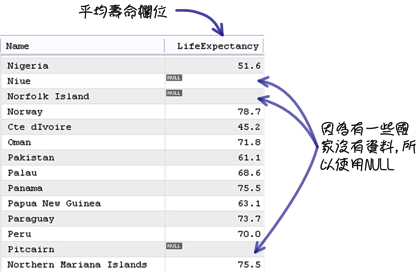 平均壽命欄位
Name LifeExpectancy
Nigeria 51.6
Niue NULL
Norfolk Island NULL
Norway 78.7
Cte dIvoire 45.2
Oman 71.8
Pakistan 61.1
Palau 68.6
Panama 75.5
Papua New Guinea 63.1
Paraguay 73.7
Peru 70.0
Pitcairn NULL
Northern Mariana Islands 75.5
因為有一些國
家沒有資料,所
以使用NULL